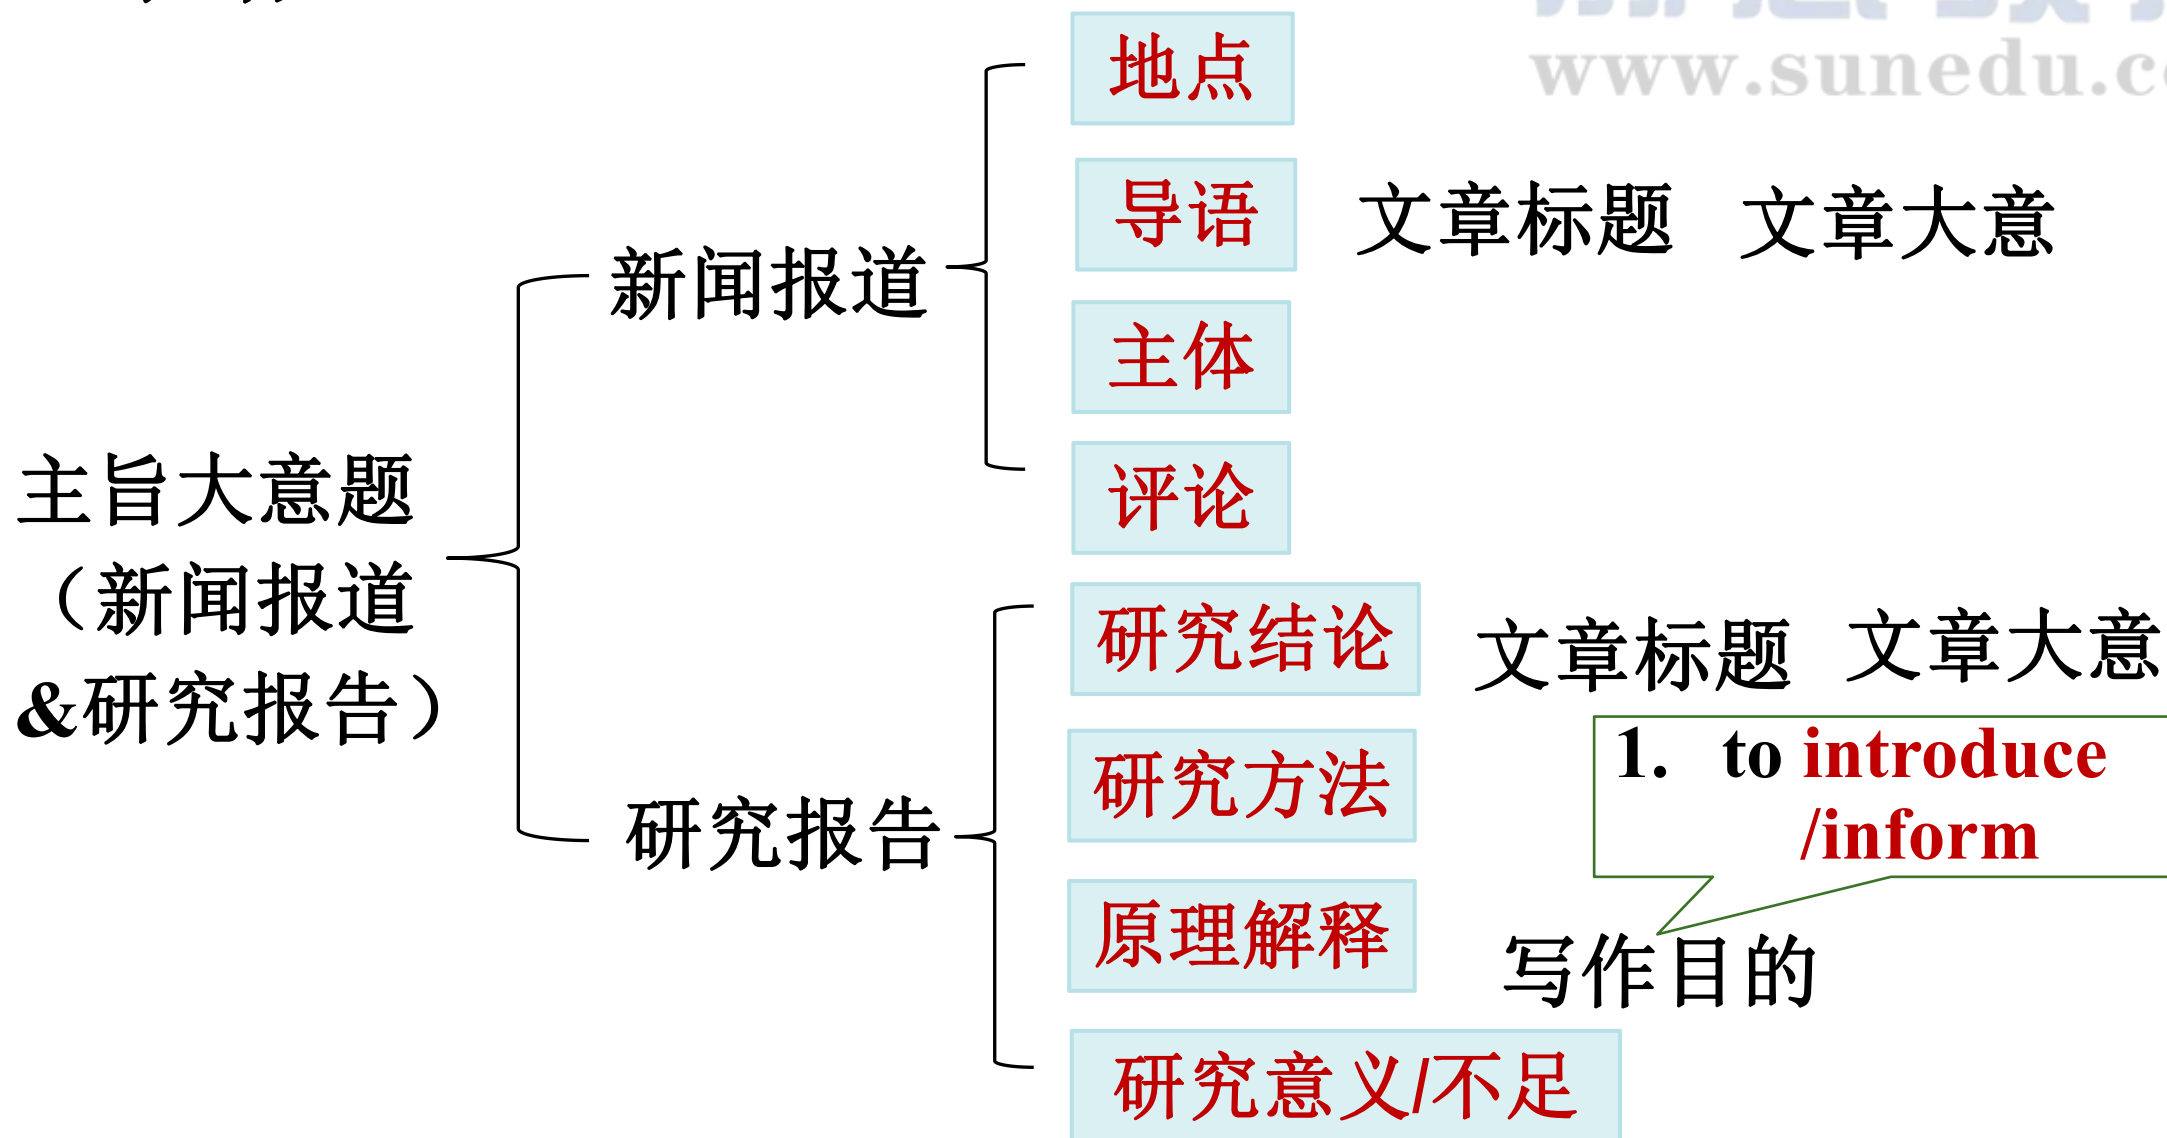 www.sunedu.c
地点
导语 文章标题 文章大意
新闻报道
主体
评论
主旨大意题
（新闻报道
&研究报告）
研究结论 文章标题 文章大意
1. to introduce
/inform
研究方法
研究报告
原理解释
写作目的
研究意义/不足